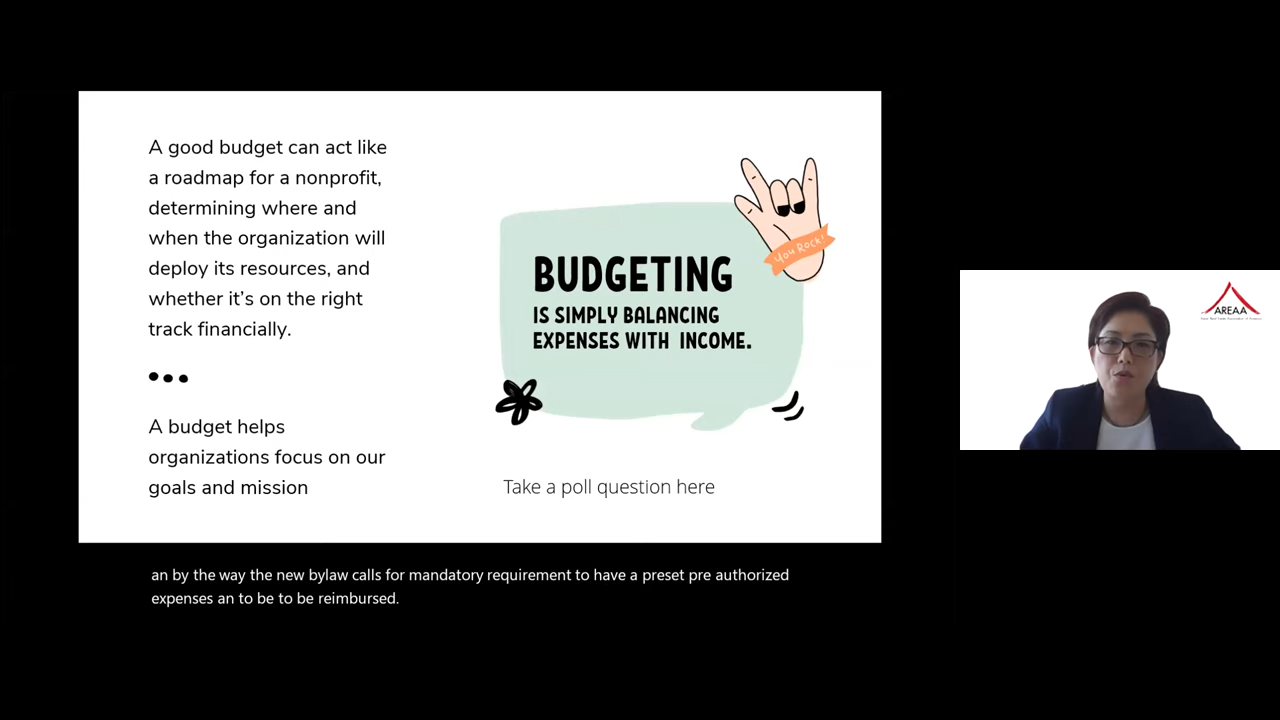 A good budget can act like
a roadmap for a nonprofit,
determining where and
when the organization will
deploy its resources, and
whether it’s on the right
track financially.
A budget helps
organizations focus on our
goals and mission
You Rock!
BUDGETING
IS SIMPLY BALANCING
EXPENSES WITH INCOME.
Take a poll question here
AREAA
an by the way the new bylaw calls for mandatory requirement to have a preset pre authorized
expenses an to be to be reimbursed.